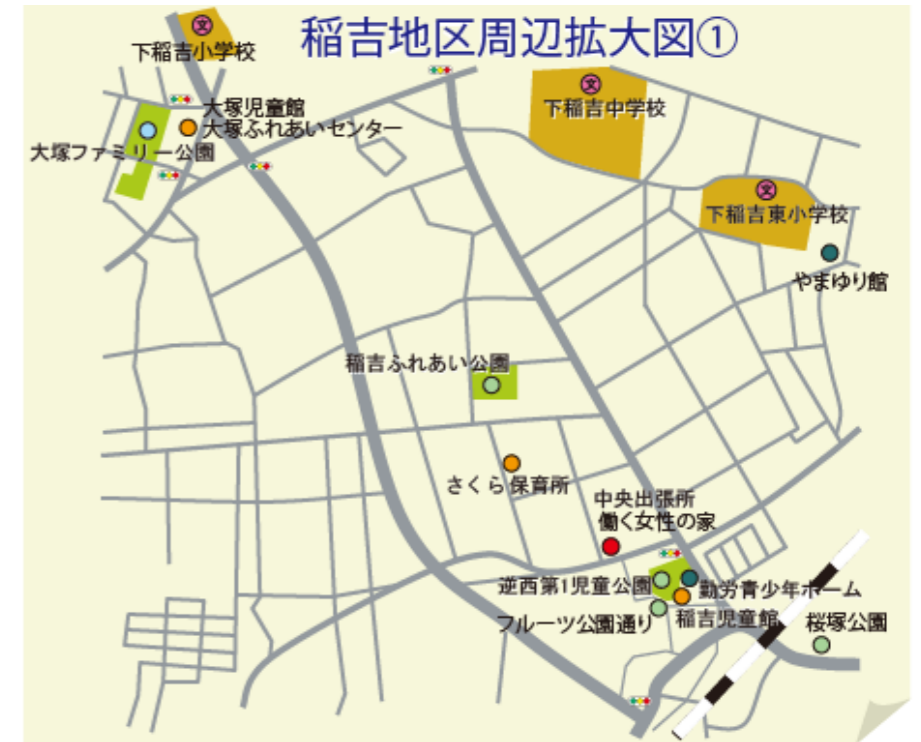 稲吉地区周辺拡大図①
文
下稲吉小学校
文
下稲吉中学校
大塚児童館
大塚ふれあいセンター
大塚ファミリー公園
文
下稲吉東小学校
やまゆり館
稲吉ふれあい公園
さくら保育所
中央出張所
働く女性の家
逆西第1児童公園
勤労青少年ホーム
フルーツ公園通り
稲吉児童館
桜塚公園